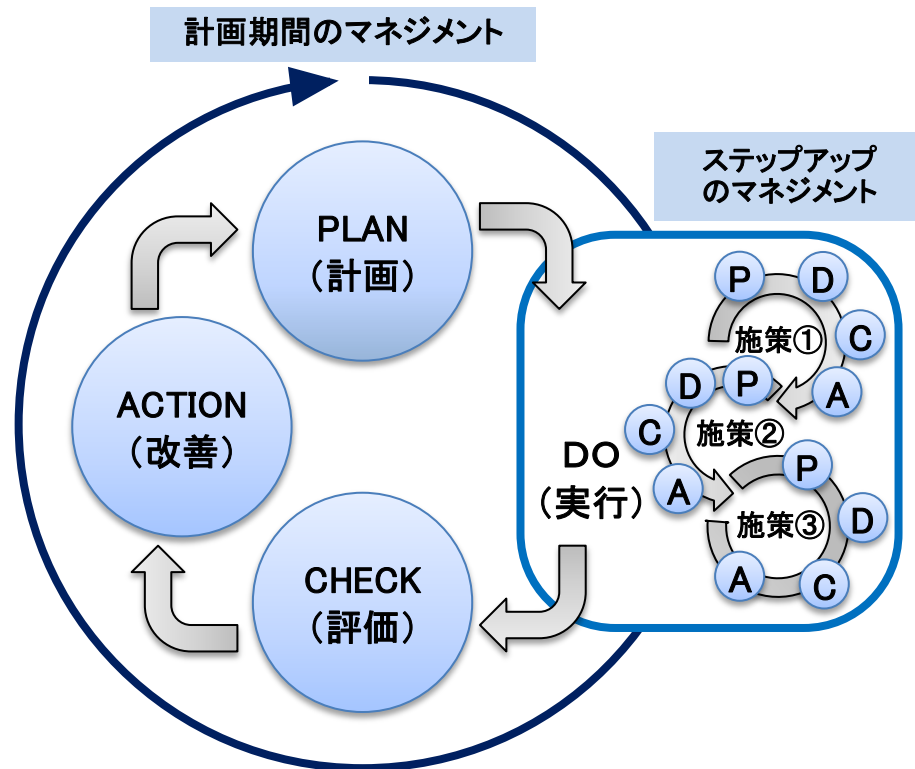 計画期間のマネジメント
ステップアップ
のマネジメント
PLAN
（計画）
DO
（実行）
CHECK
（評価）
ACTION
（改善）
P
D
C
A
施策①
P
D
C
A
施策②
P
D
C
A
施策③